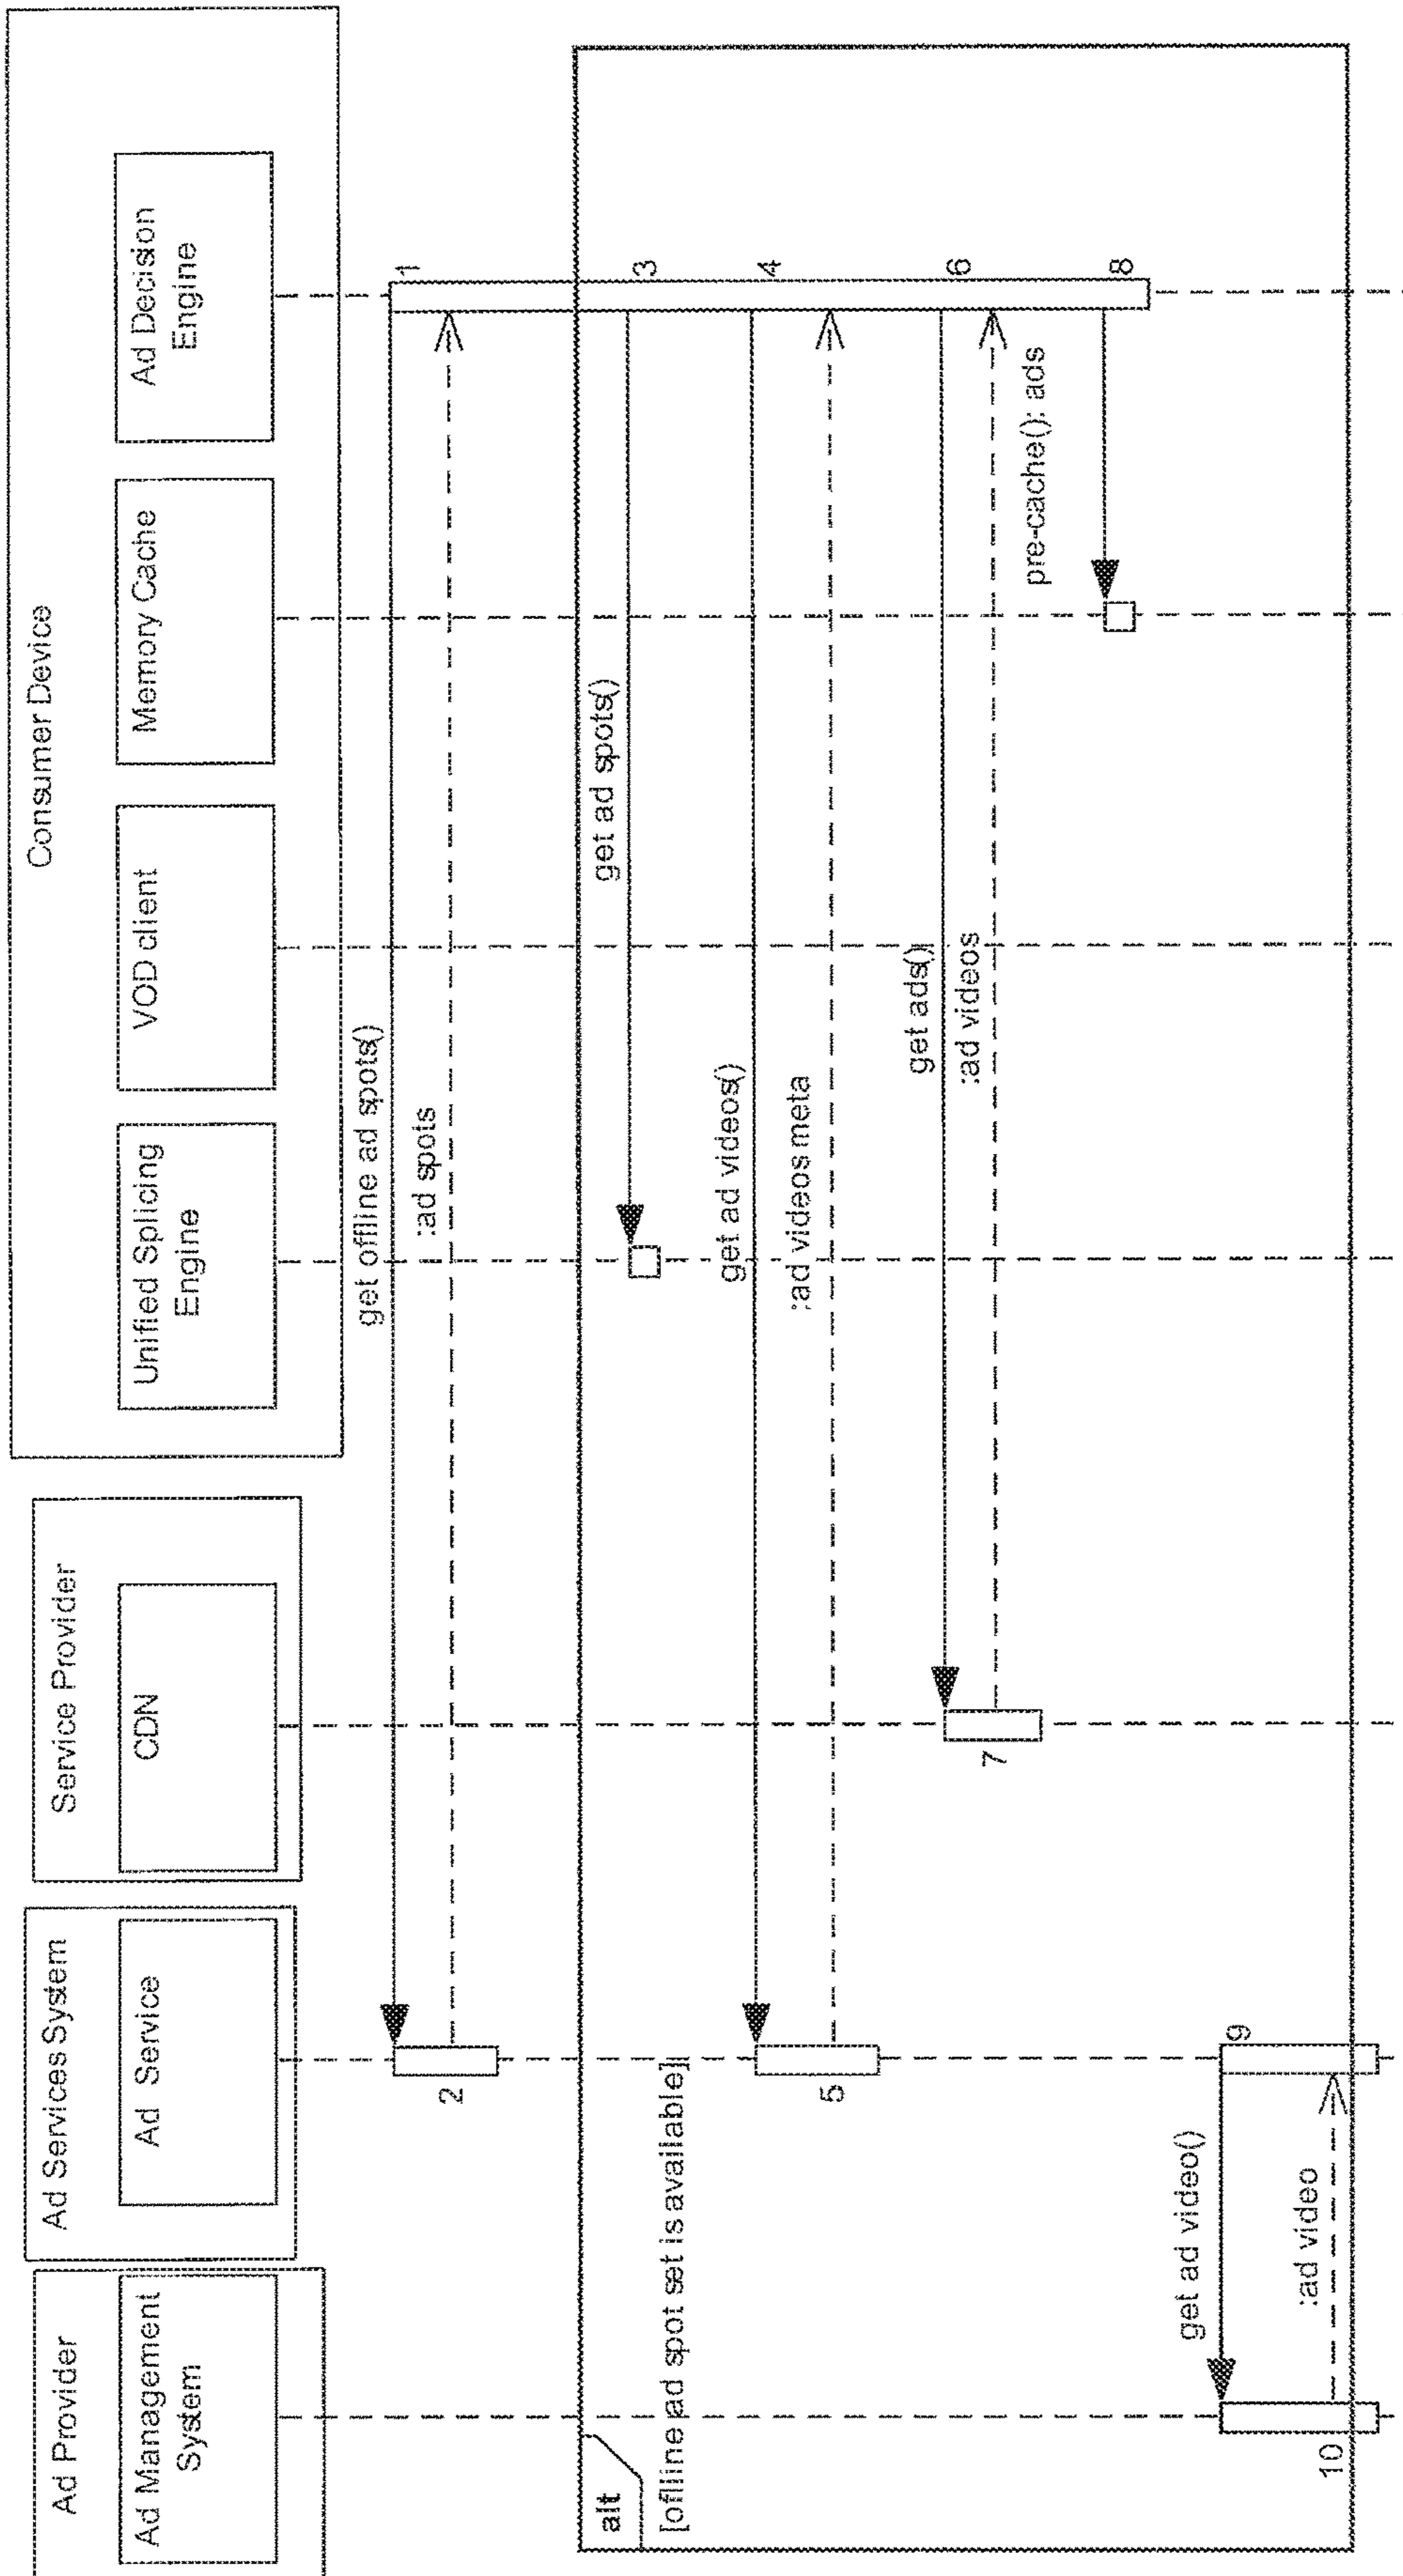 Ad Provider
Ad Management
System
Ad Services System
Ad Service
Service Provider
CDN
Consumer Device
Unified Splicing
Engine
VOD client
Memory Cache
Ad Decision
Engine
get offline ad spots()
1
:ad spots
2
alt
[offline ad spot set is available]
get ad spots()
3
get ad videos()
4
:ad videos meta
5
get ads()
6
:ad videos
7
pre-cache(): ads
8
get ad video()
9
:ad video
10